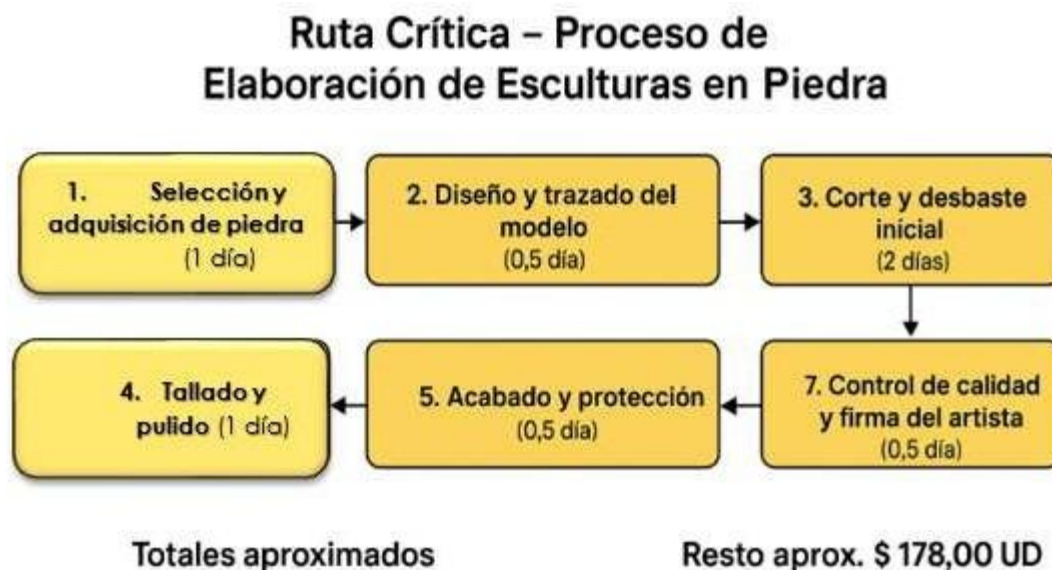 Ruta Crítica – Proceso de
Elaboración de Esculturas en Piedra
1. Selección y
adquisición de piedra
(1 día)
2. Diseño y trazado del
modelo
(0,5 día)
3. Corte y desbaste
inicial
(2 días)
4. Tallado y
pulido (1 día)
5. Acabado y protección
(0,5 día)
7. Control de calidad
y firma del artista
(0,5 día)
Totales aproximados
Resto aprox. $ 178,00 UD